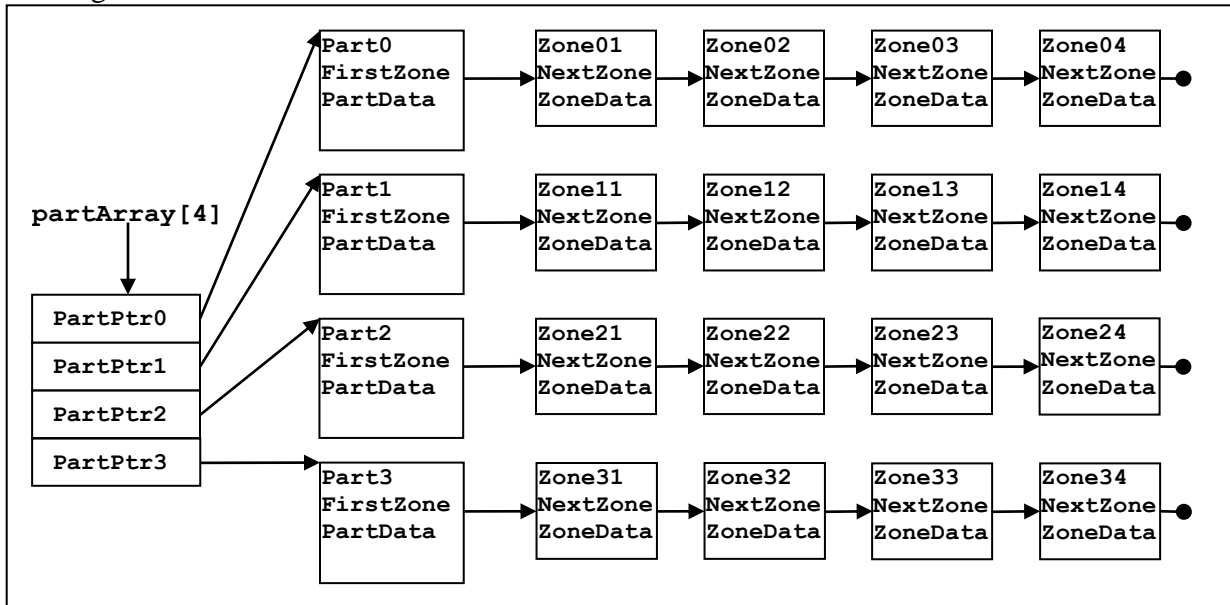 Part0
FirstZone
PartData
Zone01
NextZone
ZoneData
Zone02
NextZone
ZoneData
Zone03
NextZone
ZoneData
Zone04
NextZone
ZoneData
partArray[4]
PartPtr0
PartPtr1
PartPtr2
PartPtr3
Part1
FirstZone
PartData
Zone11
NextZone
ZoneData
Zone12
NextZone
ZoneData
Zone13
NextZone
ZoneData
Zone14
NextZone
ZoneData
Part2
FirstZone
PartData
Zone21
NextZone
ZoneData
Zone22
NextZone
ZoneData
Zone23
NextZone
ZoneData
Zone24
NextZone
ZoneData
Part3
FirstZone
PartData
Zone31
NextZone
ZoneData
Zone32
NextZone
ZoneData
Zone33
NextZone
ZoneData
Zone34
NextZone
ZoneData